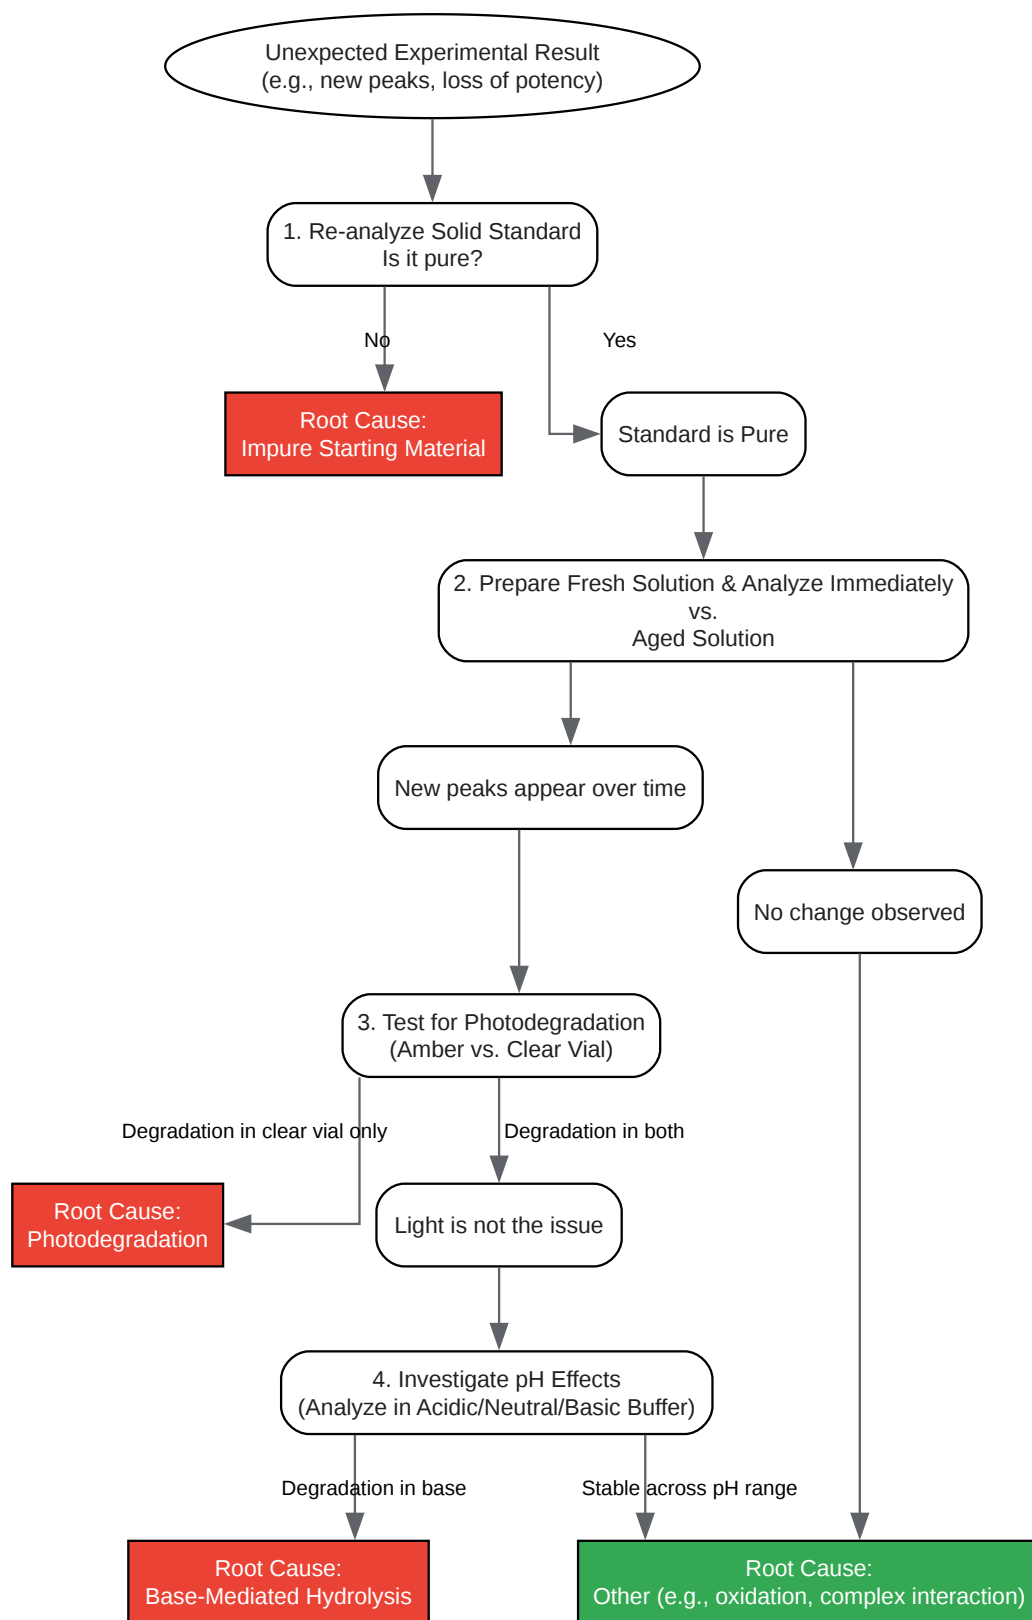 Unexpected Experimental Result
(e.g., new peaks, loss of potency)
1. Re-analyze Solid Standard
Is it pure?
No
Yes
Root Cause:
Impure Starting Material
Standard is Pure
2. Prepare Fresh Solution & Analyze Immediately
vs.
Aged Solution
New peaks appear over time
No change observed
3. Test for Photodegradation
(Amber vs. Clear Vial)
Degradation in clear vial only
Degradation in both
Root Cause:
Photodegradation
Light is not the issue
4. Investigate pH Effects
(Analyze in Acidic/Neutral/Basic Buffer)
Degradation in base
Stable across pH range
Root Cause:
Base-Mediated Hydrolysis
Root Cause:
Other (e.g., oxidation, complex interaction)